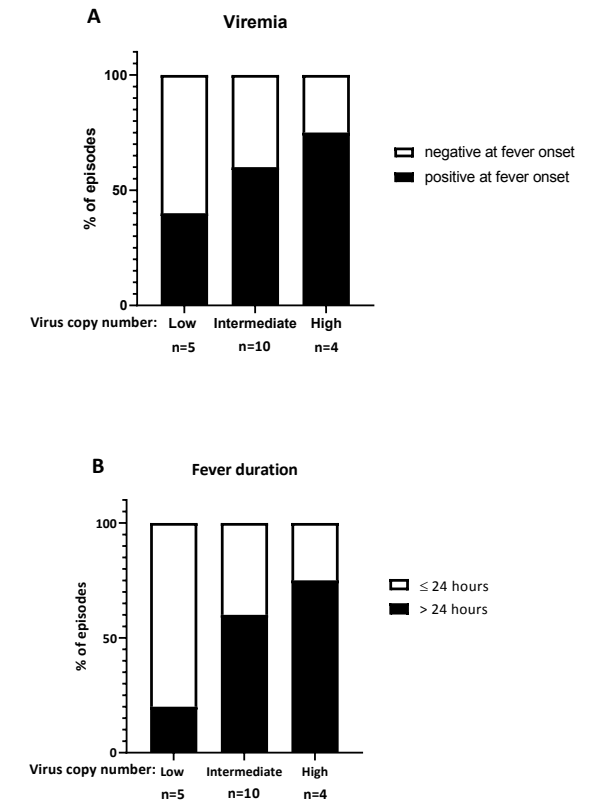 A
Viremia
100
50
0
% of episodes
negative at fever onset
positive at fever onset
Virus copy number: Low Intermediate High
n=5 n=10 n=4
B
Fever duration
100
50
0
% of episodes
≤ 24 hours
> 24 hours
Virus copy number: Low Intermediate High
n=5 n=10 n=4